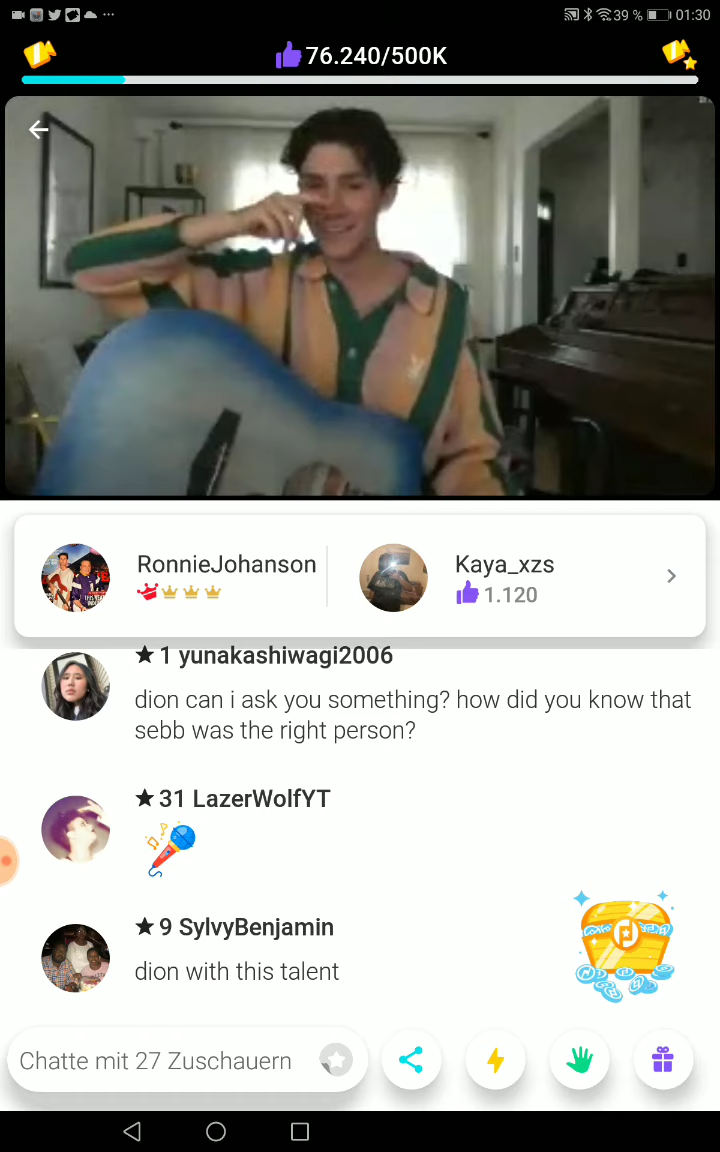 39 % 01:30
76.240/500K
RonnieJohanson
Kaya_xzs
1.120
1 yunakashiwagi2006
dion can i ask you something? how did you know that
sebb was the right person?
31 LazerWolfYT
9 SylvyBenjamin
dion with this talent
Chatte mit 27 Zuschauern